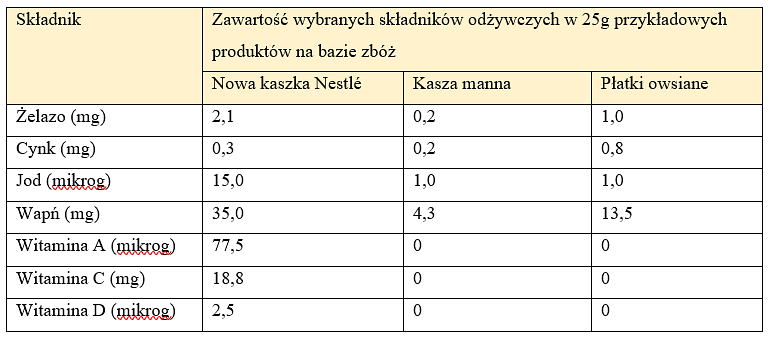 Składnik
Zawartość wybranych składników odżywczych w 25g przykładowych
produktów na bazie zbóż
Nowa kaszka Nestlé Kasza manna Płatki owsiane
Żelazo (mg) 2,1 0,2 1,0
Cynk (mg) 0,3 0,2 0,8
Jod (mikrog) 15,0 1,0 1,0
Wapń (mg) 35,0 4,3 13,5
Witamina A (mikrog) 77,5 0 0
Witamina C (mg) 18,8 0 0
Witamina D (mikrog) 2,5 0 0